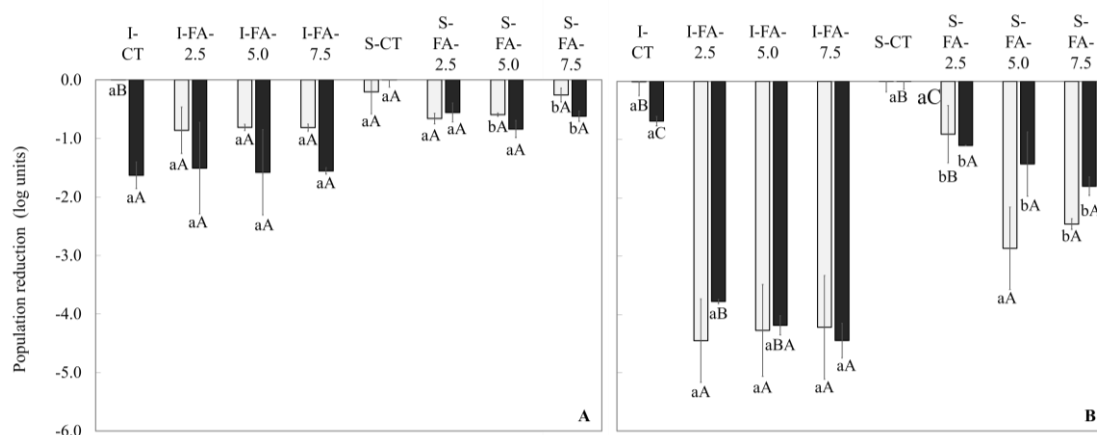 I-
CT
I-FA-
2.5
I-FA-
5.0
I-FA-
7.5
S-CT
S-
FA-
2.5
S-
FA-
5.0
S-
FA-
7.5
I-
CT
I-FA-
2.5
I-FA-
5.0
I-FA-
7.5
S-CT
S-
FA-
2.5
S-
FA-
5.0
S-
FA-
7.5
Population reduction (log units)
0.0
-1.0
-2.0
-3.0
-4.0
-5.0
-6.0
aB
aA
aA
aA
aA
aA
aA
aA
aA
aA
aA
aA
bA
aA
bA
bA
A
aB
aC
aA
aB
aA
aBA
aA
aA
aB
aC
bB
bA
aA
bA
bA
bA
B